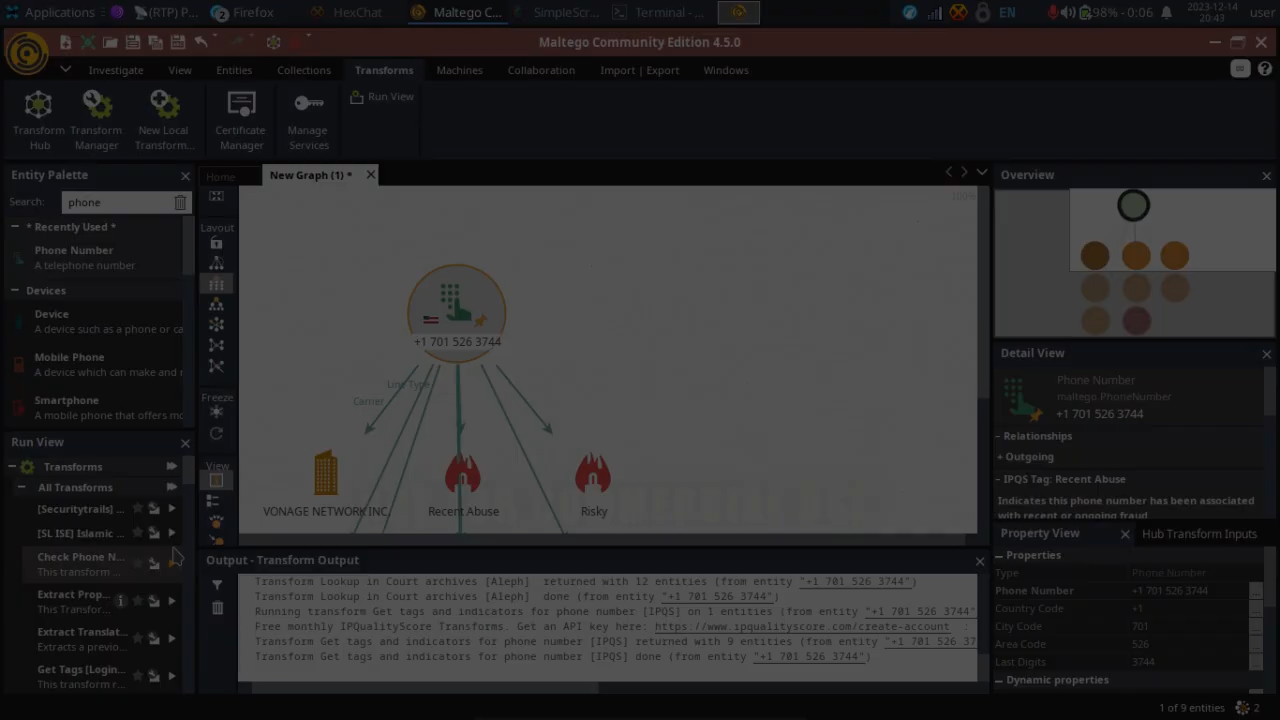 Applications
(RTP) P...
Firefox
HexChat
Maltego C...
SimpleScr...
Terminal - ...
EN
98% - 0:06
2023-12-14
20:43
user
Maltego Community Edition 4.5.0
Investigate
View
Entities
Collections
Transforms
Machines
Collaboration
Import | Export
Windows
Transform
Hub
Transform
Manager
New Local
Transform...
Certificate
Manager
Manage
Services
Run View
Entity Palette
Search:
phone
* Recently Used *
Phone Number
A telephone number
Devices
Device
A device such as a phone or ca
Mobile Phone
A device which can make and r
Smartphone
A mobile phone that offers mo
Run View
Transforms
All Transforms
[Securitytrails] ...
[SL ISE] Islamic
Check Phone N...
This transform ...
Extract Prop...
This Transfor...
Extract Translat...
Extracts a previo...
Get Tags [Login...
This transform r...
Home
New Graph (1) *
Layout
Freeze
View
100%
+1 701 526 3744
Line Type
Carrier
VONAGE NETWORK INC
Recent Abuse
Risky
Output - Transform Output
Transform Lookup in Court archives [Aleph]  returned with 12 entities (from entity "+1 701 526 3744")
Transform Lookup in Court archives [Aleph]  done (from entity "+1 701 526 3744")
Running transform Get tags and indicators for phone number [IPQS] on 1 entities (from entity "+1 701 526 3744"
Free monthly IPQualityScore Transforms. Get an API key here: https://www.ipqualityscore.com/create-account  :
Transform Get tags and indicators for phone number [IPQS] returned with 9 entities (from entity "+1 701 526 37
Transform Get tags and indicators for phone number [IPQS] done (from entity "+1 701 526 3744")
Overview
Detail View
Phone Number
maltego.PhoneNumber
+1 701 526 3744
Relationships
+ Outgoing
IPQS Tag: Recent Abuse
Indicates this phone number has been associated
with recent or ongoing fraud.
Property View
Hub Transform Inputs
Properties
Type
Phone Number
Phone Number
+1 701 526 3744
Country Code
+1
City Code
701
Area Code
526
Last Digits
3744
Dynamic properties
1 of 9 entities
2